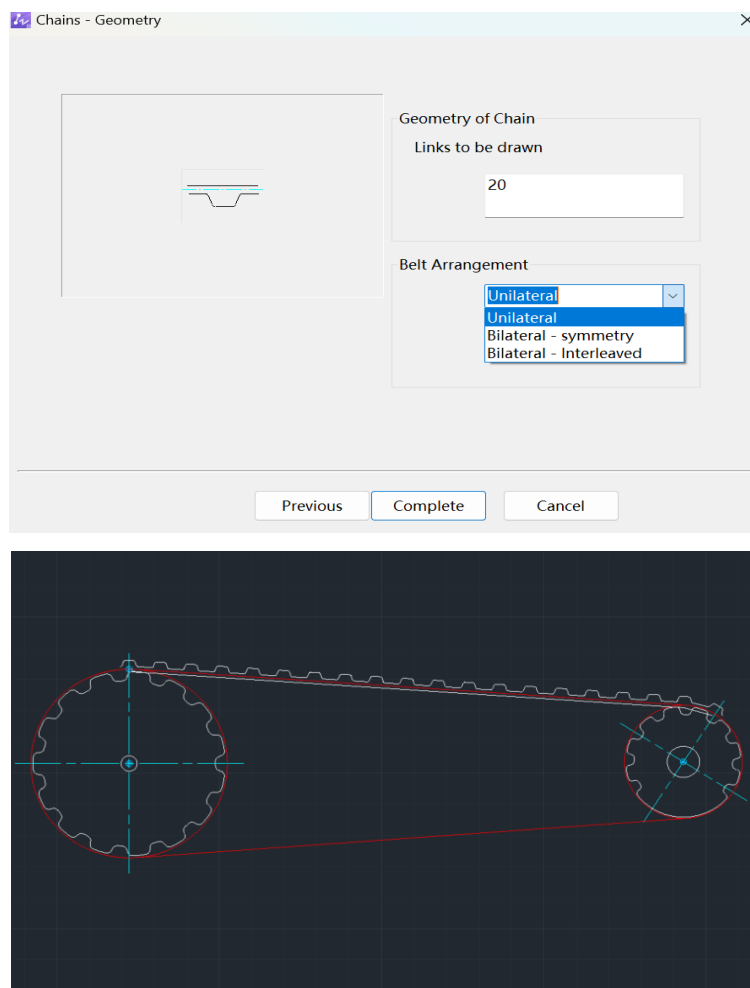 Chains - Geometry
Geometry of Chain
Links to be drawn
20
Belt Arrangement
Unilateral
Unilateral
Bilateral - symmetry
Bilateral - Interleaved
Previous
Complete
Cancel